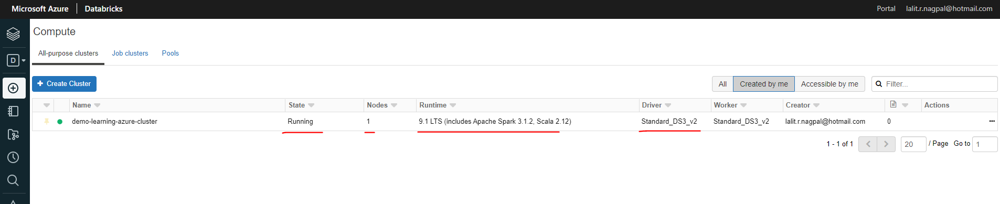 Microsoft Azure Databricks Portal lalit.r.nagpal@hotmail.com
Compute
D
All-purpose clusters Job clusters Pools
+ Create Cluster All Created by me Accessible by me Filter...
Name State Nodes Runtime Driver Worker Creator Actions
demo-learning-azure-cluster Running 1 9.1 LTS (includes Apache Spark 3.1.2, Scala 2.12) Standard_DS3_v2 Standard_DS3_v2 lalit.r.nagpal@hotmail.com 0 ...
1 - 1 of 1 < > 20 / Page Go to 1